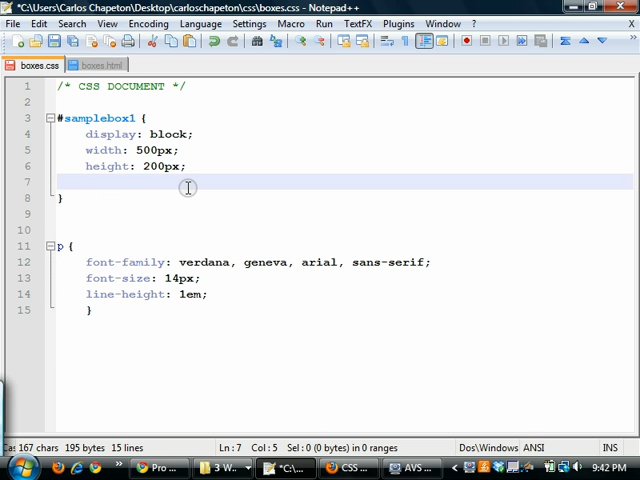 *C:\Users\Carlos Chapeton\Desktop\carloschapeton\css\boxes.css - Notepad++
File Edit Search View Encoding Language Settings Macro Run TextFX Plugins Window ? X
boxes.css boxes.html
1 /* CSS DOCUMENT */
2
3 #samplebox1 {
4 display: block;
5 width: 500px;
6 height: 200px;
7
8 }
9
10
11 p {
12 font-family: verdana, geneva, arial, sans-serif;
13 font-size: 14px;
14 line-height: 1em;
15 }
Cas 167 chars 195 bytes 15 lines Ln : 7 Col : 5 Sel : 0 (0 bytes) in 0 ranges Dos\Windows ANSI INS
» Pro ... 3 W... *C:\... CSS ... AVS ... < 9:42 PM